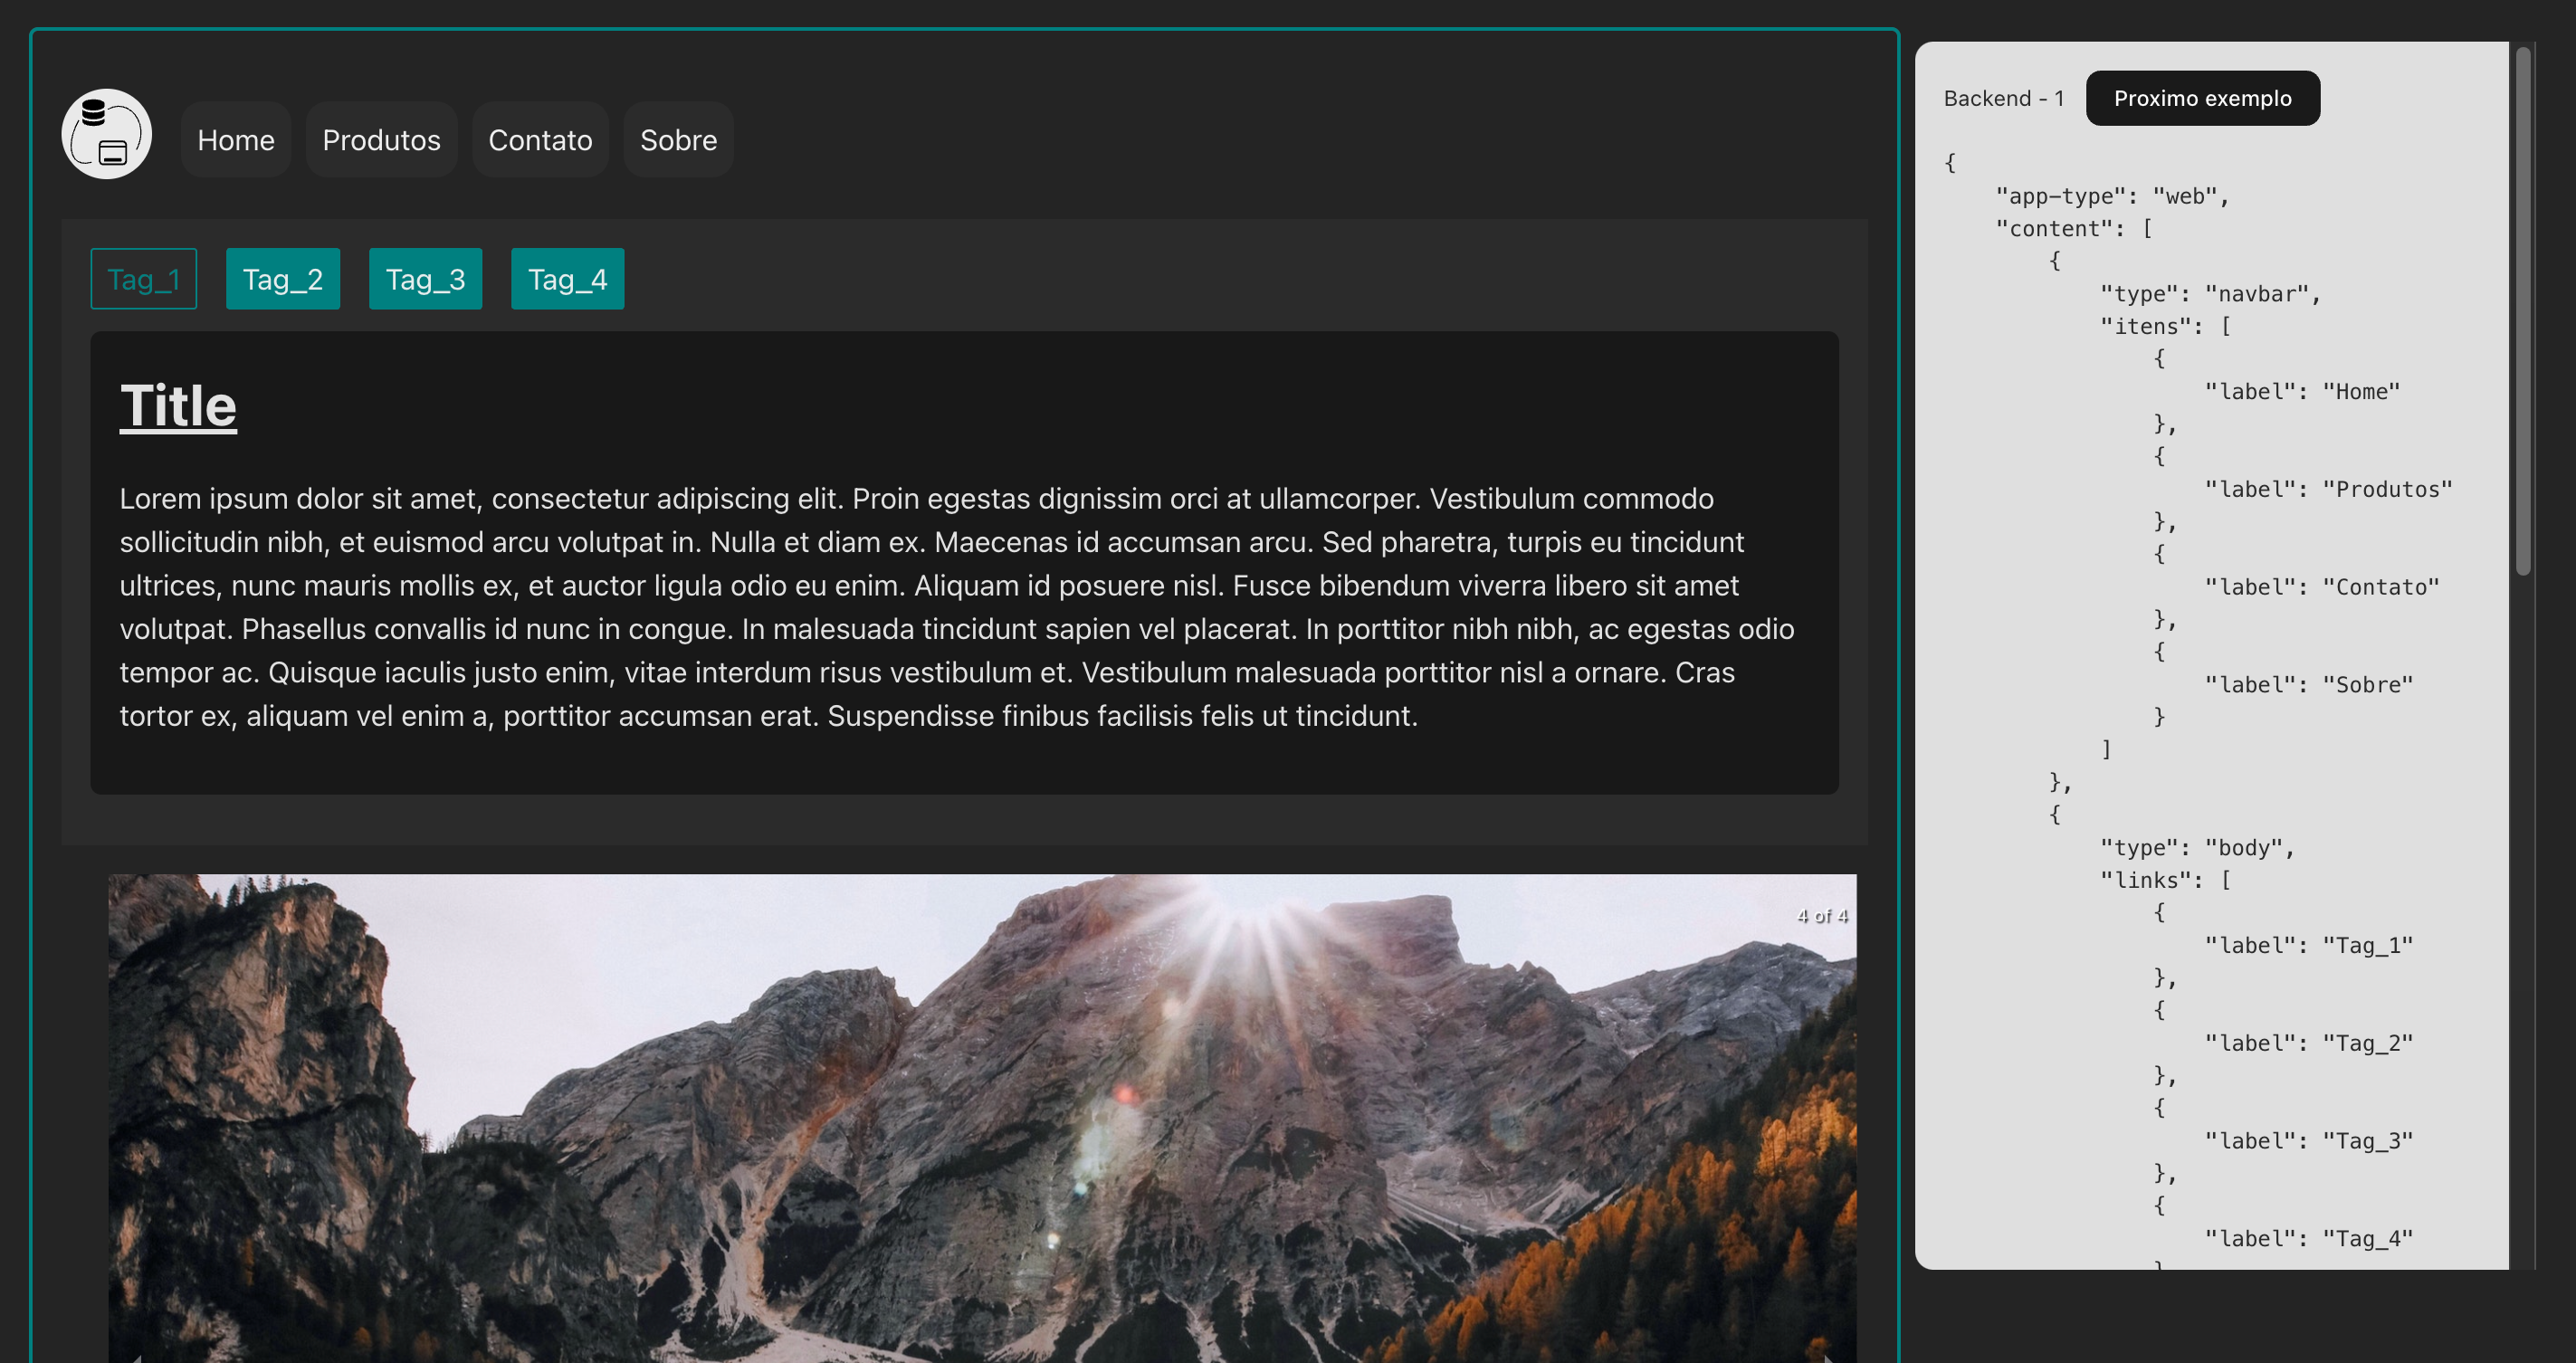 Home Produtos Contato Sobre
Tag_1 Tag_2 Tag_3 Tag_4
Title
Lorem ipsum dolor sit amet, consectetur adipiscing elit. Proin egestas dignissim orci at ullamcorper. Vestibulum commodo
sollicitudin nibh, et euismod arcu volutpat in. Nulla et diam ex. Maecenas id accumsan arcu. Sed pharetra, turpis eu tincidunt
ultrices, nunc mauris mollis ex, et auctor ligula odio eu enim. Aliquam id posuere nisl. Fusce bibendum viverra libero sit amet
volutpat. Phasellus convallis id nunc in congue. In malesuada tincidunt sapien vel placerat. In porttitor nibh nibh, ac egestas odio
tempor ac. Quisque iaculis justo enim, vitae interdum risus vestibulum et. Vestibulum malesuada porttitor nisl a ornare. Cras
tortor ex, aliquam vel enim a, porttitor accumsan erat. Suspendisse finibus facilisis felis ut tincidunt.
4 of 4
Backend - 1 Proximo exemplo
{
    "app-type": "web",
    "content": [
        {
            "type": "navbar",
            "itens": [
                {
                    "label": "Home"
                },
                {
                    "label": "Produtos"
                },
                {
                    "label": "Contato"
                },
                {
                    "label": "Sobre"
                }
            ]
        },
        {
            "type": "body",
            "links": [
                {
                    "label": "Tag_1"
                },
                {
                    "label": "Tag_2"
                },
                {
                    "label": "Tag_3"
                },
                {
                    "label": "Tag_4"
                }